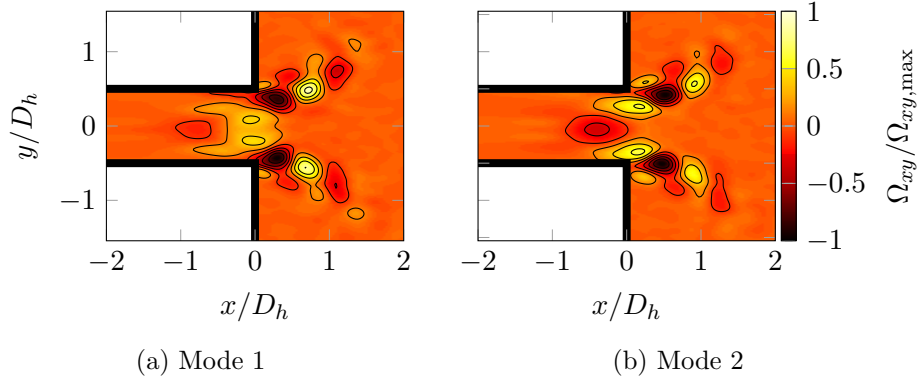 1
0
−1
y/D_h
−2 −1 0 1 2
x/D_h
(a) Mode 1
−2 −1 0 1 2
x/D_h
(b) Mode 2
1
0.5
0
−0.5
−1
Ω_{xy}/Ω_{xy,max}